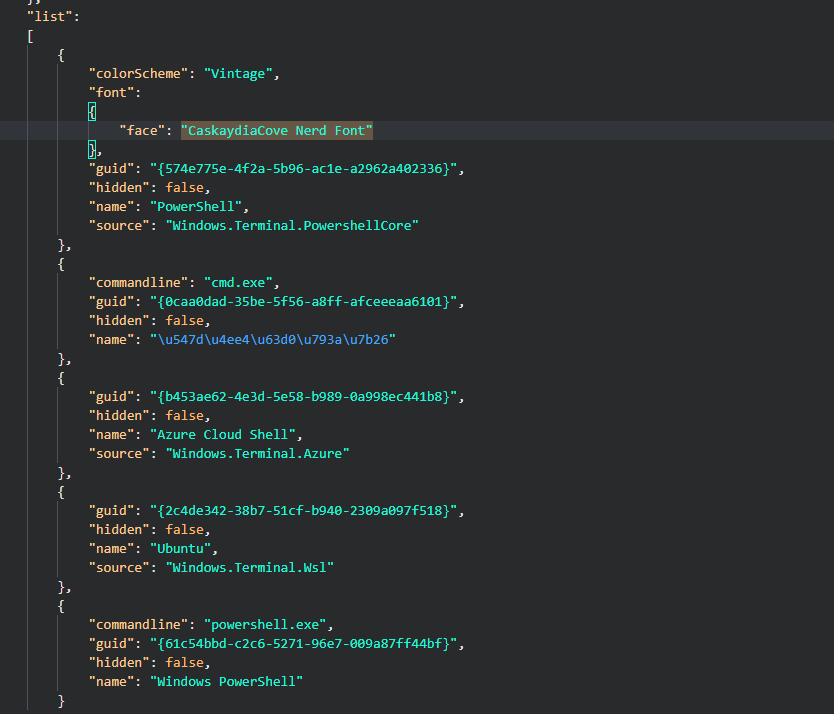 },
"list":
[
{
"colorScheme": "Vintage",
"font":
{
"face": "CaskaydiaCove Nerd Font"
},
"guid": "{574e775e-4f2a-5b96-ac1e-a2962a402336}",
"hidden": false,
"name": "PowerShell",
"source": "Windows.Terminal.PowershellCore"
},
{
"commandline": "cmd.exe",
"guid": "{0caa0dad-35be-5f56-a8ff-afceeeaa6101}",
"hidden": false,
"name": "\u547d\u4ee4\u63d0\u793a\u7b26"
},
{
"guid": "{b453ae62-4e3d-5e58-b989-0a998ec441b8}",
"hidden": false,
"name": "Azure Cloud Shell",
"source": "Windows.Terminal.Azure"
},
{
"guid": "{2c4de342-38b7-51cf-b940-2309a097f518}",
"hidden": false,
"name": "Ubuntu",
"source": "Windows.Terminal.Wsl"
},
{
"commandline": "powershell.exe",
"guid": "{61c54bbd-c2c6-5271-96e7-009a87ff44bf}",
"hidden": false,
"name": "Windows PowerShell"
}